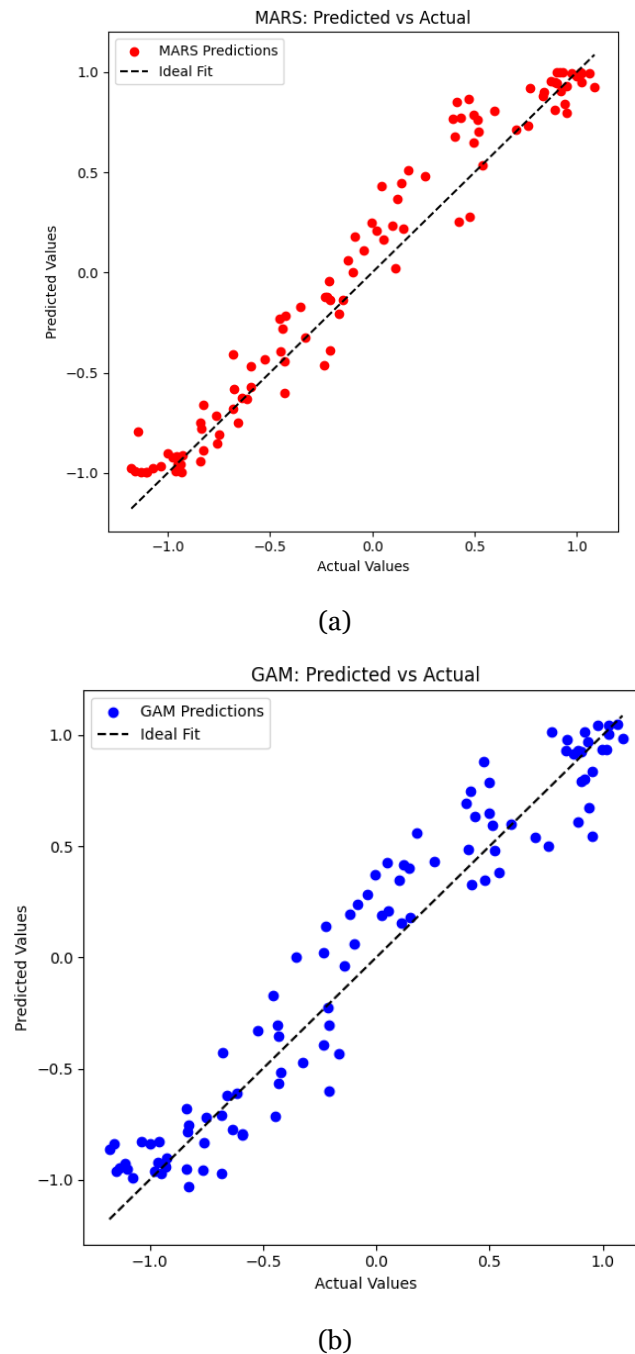 MARS: Predicted vs Actual
MARS Predictions
Ideal Fit
1.0
0.5
0.0
−0.5
−1.0
Predicted Values
−1.0
−0.5
0.0
0.5
1.0
Actual Values
(a)
GAM: Predicted vs Actual
GAM Predictions
Ideal Fit
1.0
0.5
0.0
−0.5
−1.0
Predicted Values
−1.0
−0.5
0.0
0.5
1.0
Actual Values
(b)